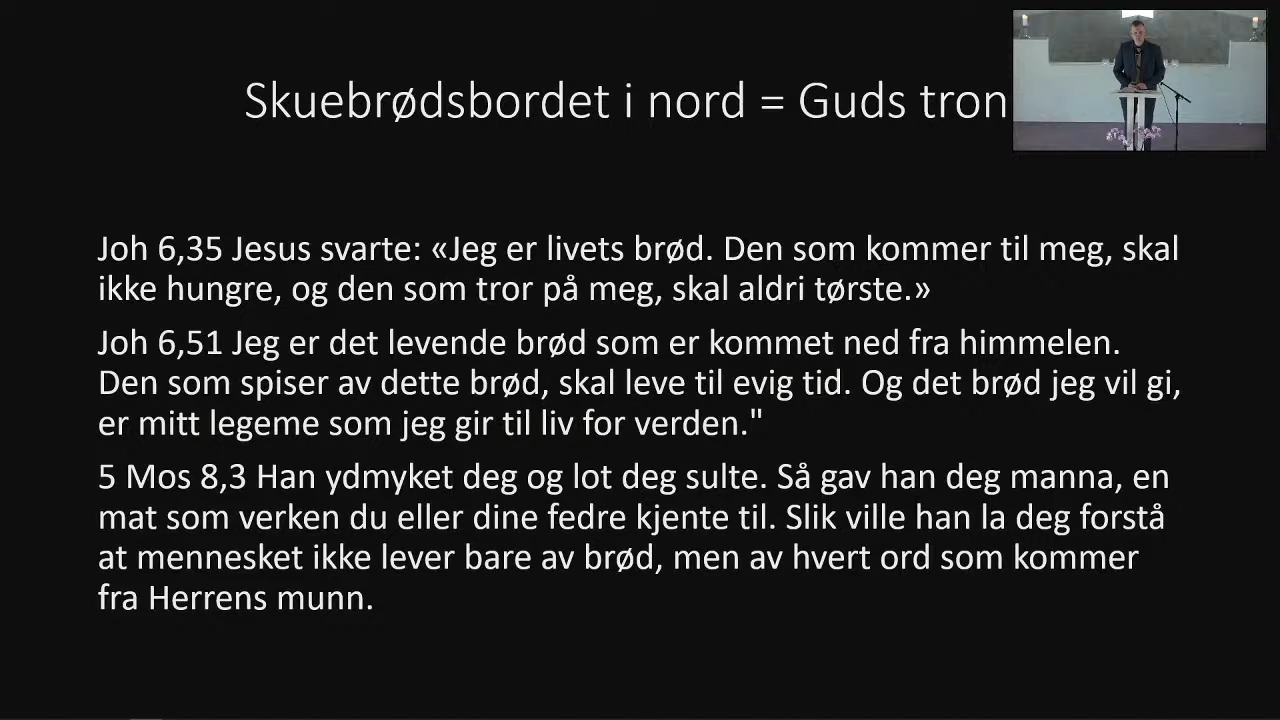 Skuebrødsbordet i nord = Guds tron
Joh 6,35 Jesus svarte: «Jeg er livets brød. Den som kommer til meg, skal
ikke hungre, og den som tror på meg, skal aldri tørste.»
Joh 6,51 Jeg er det levende brød som er kommet ned fra himmelen.
Den som spiser av dette brød, skal leve til evig tid. Og det brød jeg vil gi,
er mitt legeme som jeg gir til liv for verden."
5 Mos 8,3 Han ydmyket deg og lot deg sulte. Så gav han deg manna, en
mat som verken du eller dine fedre kjente til. Slik ville han la deg forstå
at mennesket ikke lever bare av brød, men av hvert ord som kommer
fra Herrens munn.